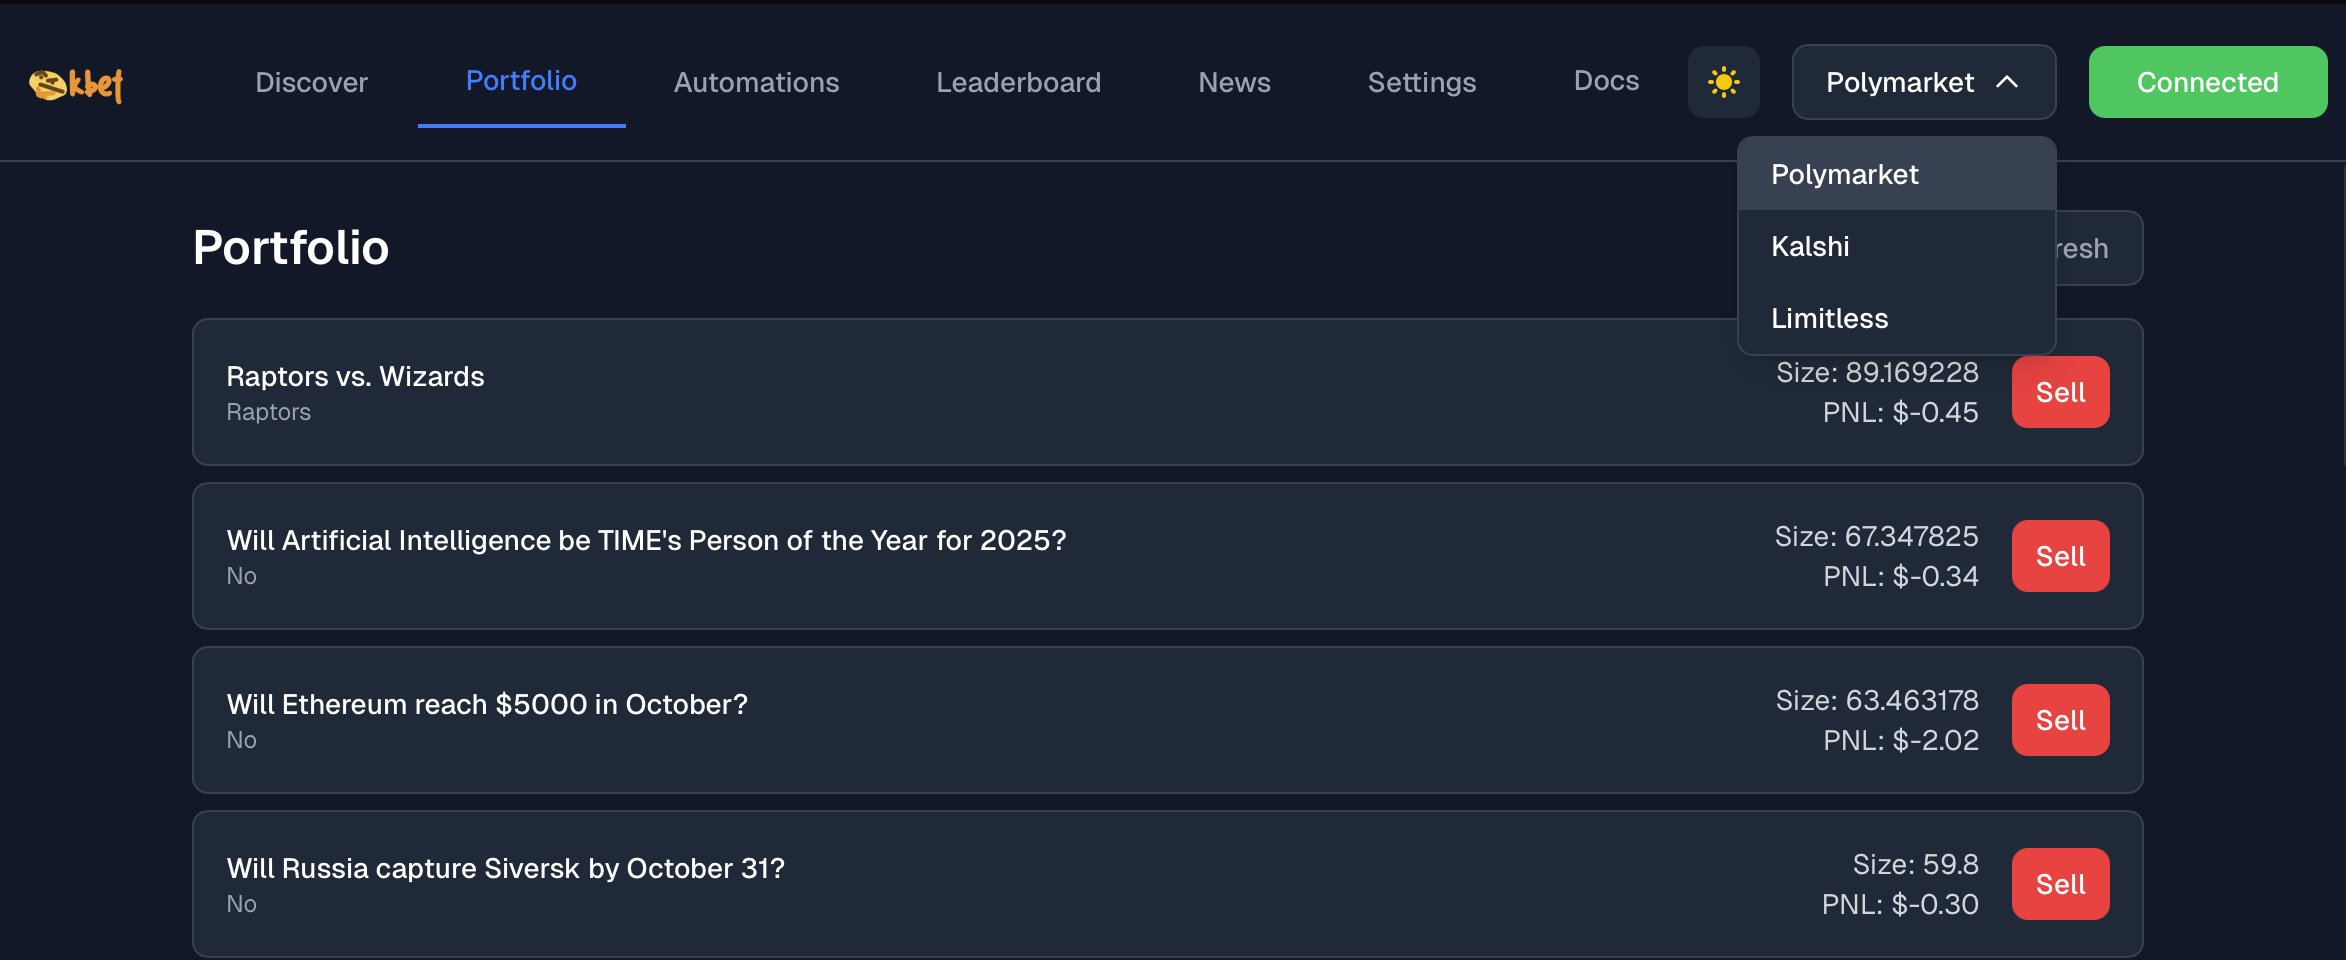 kbet
Discover
Portfolio
Automations
Leaderboard
News
Settings
Docs
Polymarket
Connected
Polymarket
Kalshi
Limitless
Portfolio
resh
Raptors vs. Wizards
Raptors
Size: 89.169228
PNL: $-0.45
Sell
Will Artificial Intelligence be TIME's Person of the Year for 2025?
No
Size: 67.347825
PNL: $-0.34
Sell
Will Ethereum reach $5000 in October?
No
Size: 63.463178
PNL: $-2.02
Sell
Will Russia capture Siversk by October 31?
No
Size: 59.8
PNL: $-0.30
Sell